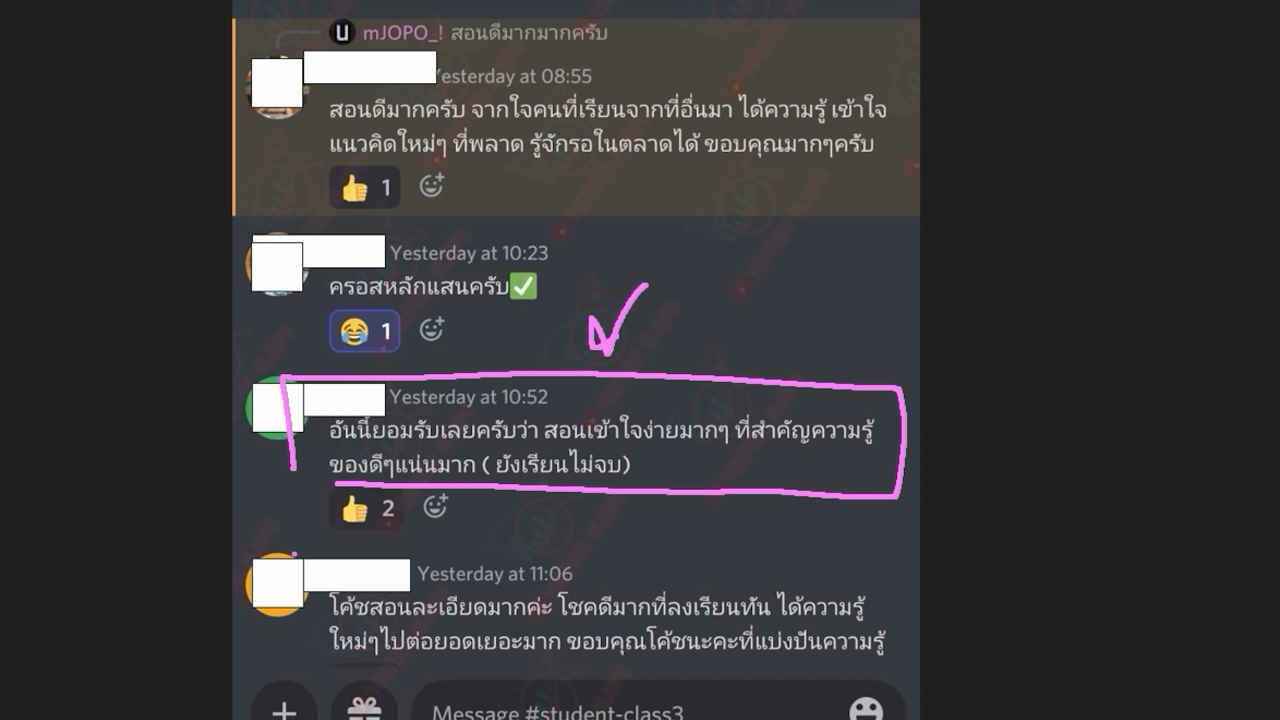 mJOPO_! สอนดีมากมากครับ
Yesterday at 08:55
สอนดีมากครับ จากใจคนที่เรียนจากที่อื่นมา ได้ความรู้ เข้าใจ
แนวคิดใหม่ๆ ที่พลาด รู้จักรอในตลาดได้ ขอบคุณมากๆครับ
👍 1
Yesterday at 10:23
ครอสหลักแสนครับ✅
😂 1
Yesterday at 10:52
อันนี้ยอมรับเลยครับว่า สอนเข้าใจง่ายมากๆ ที่สำคัญความรู้
ของดีๆแน่นมาก ( ยังเรียนไม่จบ)
👍 2
Yesterday at 11:06
โค้ชสอนละเอียดมากค่ะ โชคดีมากที่ลงเรียนทัน ได้ความรู้
ใหม่ๆไปต่อยอดเยอะมาก ขอบคุณโค้ชนะคะที่แบ่งปันความรู้
Message #student-class3